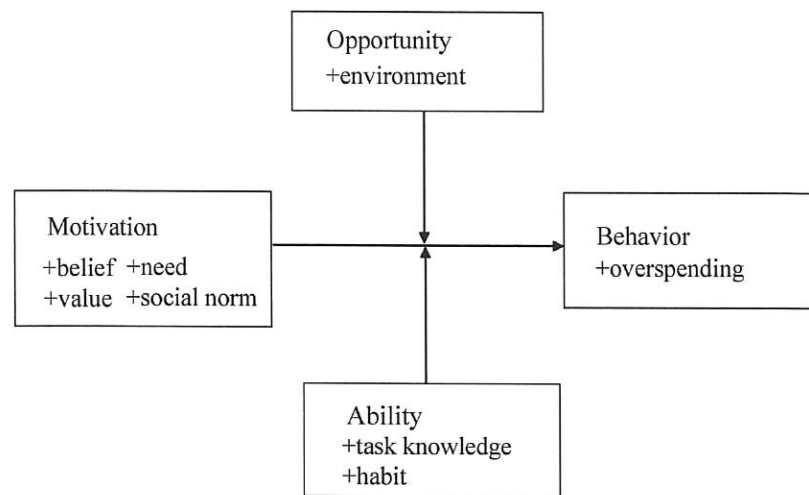 Opportunity
+environment
Motivation
+belief +need
+value +social norm
Behavior
+overspending
Ability
+task knowledge
+habit